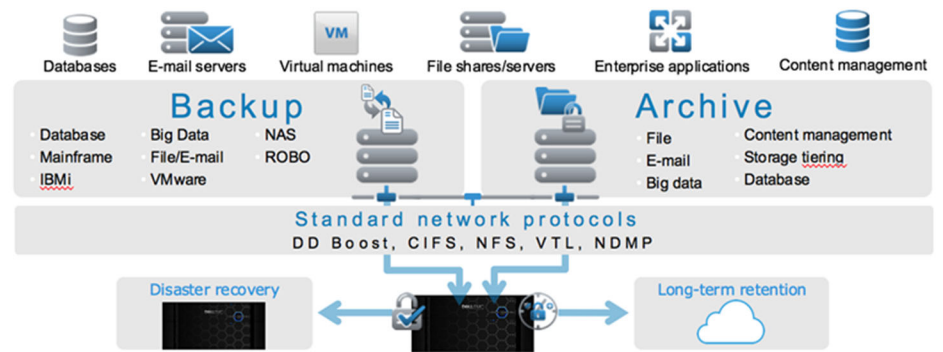 VM
Databases
E-mail servers
Virtual machines
File shares/servers
Enterprise applications
Content management
Backup
Database
Mainframe
IBMi
Big Data
File/E-mail
VMware
NAS
ROBO
Archive
File
E-mail
Big data
Content management
Storage tiering
Database
Standard network protocols
DD Boost, CIFS, NFS, VTL, NDMP
Disaster recovery
Long-term retention